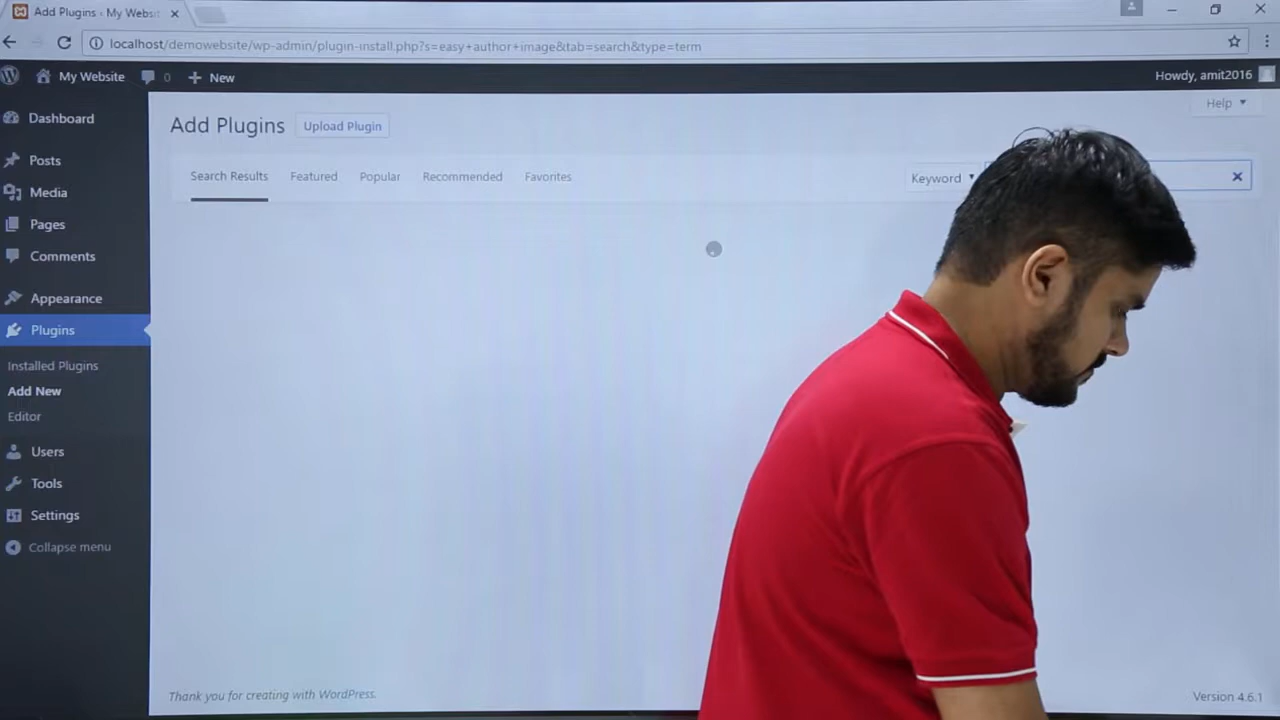 Add Plugins › My Websit
localhost/demowebsite/wp-admin/plugin-install.php?s=easy+author+image&tab=search&type=term
My Website 0 New Howdy, amit2016
Help
Add Plugins Upload Plugin
Search Results Featured Popular Recommended Favorites Keyword
Dashboard
Posts
Media
Pages
Comments
Appearance
Plugins
Installed Plugins
Add New
Editor
Users
Tools
Settings
Collapse menu
Thank you for creating with WordPress. Version 4.6.1